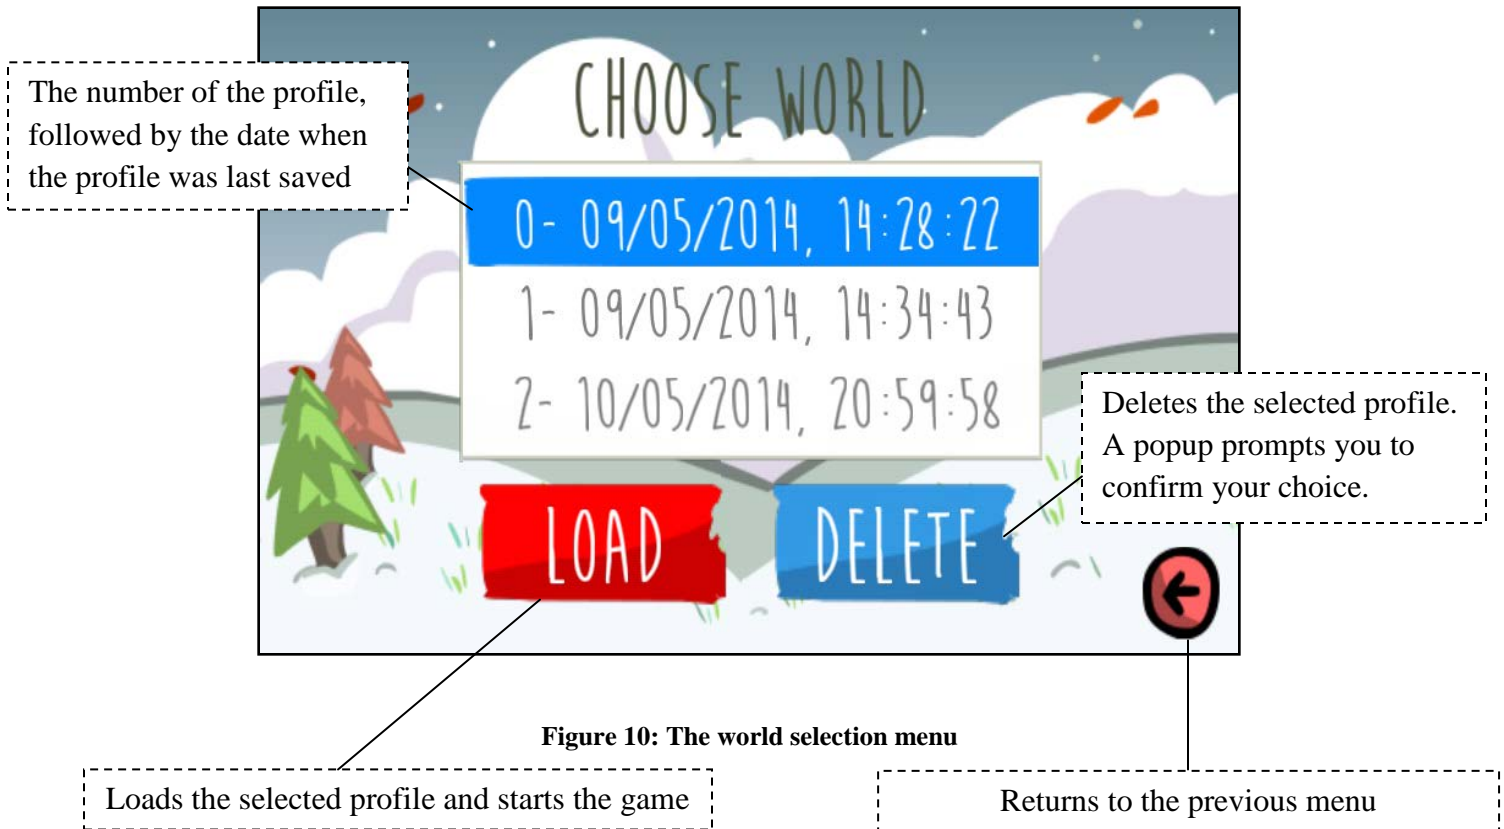 The number of the profile,
followed by the date when
the profile was last saved
CHOOSE WORLD
0- 09/05/2014, 14:28:22
1- 09/05/2014, 14:34:43
2- 10/05/2014, 20:59:58
Deletes the selected profile.
A popup prompts you to
confirm your choice.
LOAD
DELETE
Figure 10: The world selection menu
Loads the selected profile and starts the game
Returns to the previous menu